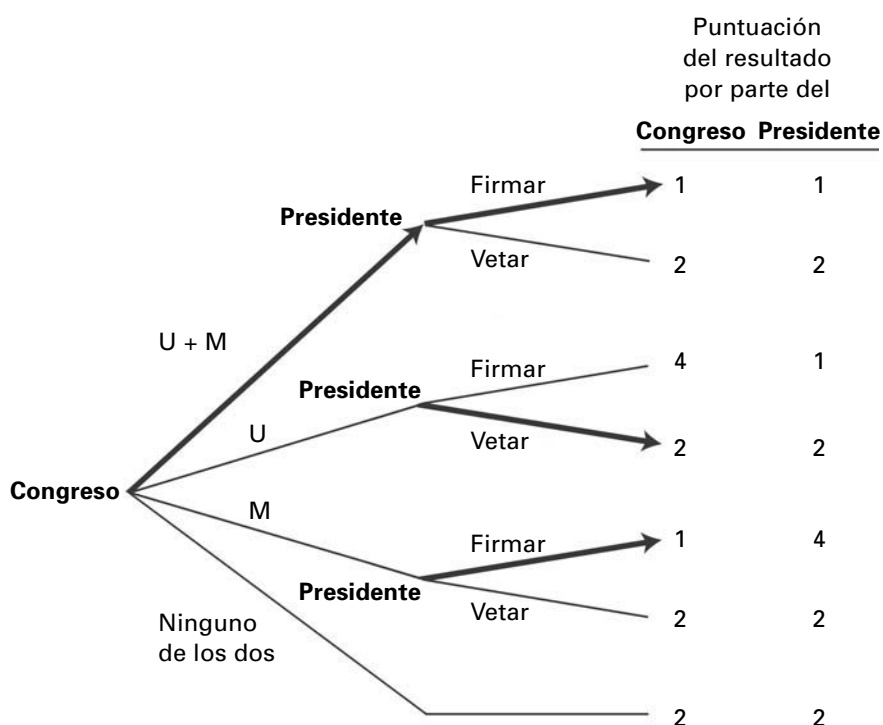 Puntuación
del resultado
por parte del
Congreso Presidente
Firmar 1 1
Presidente
Vetar 2 2
U + M
Firmar 4 1
Presidente
U
Vetar 2 2
Congreso
M
Firmar 1 4
Presidente
Vetar 2 2
Ninguno
de los dos
2 2